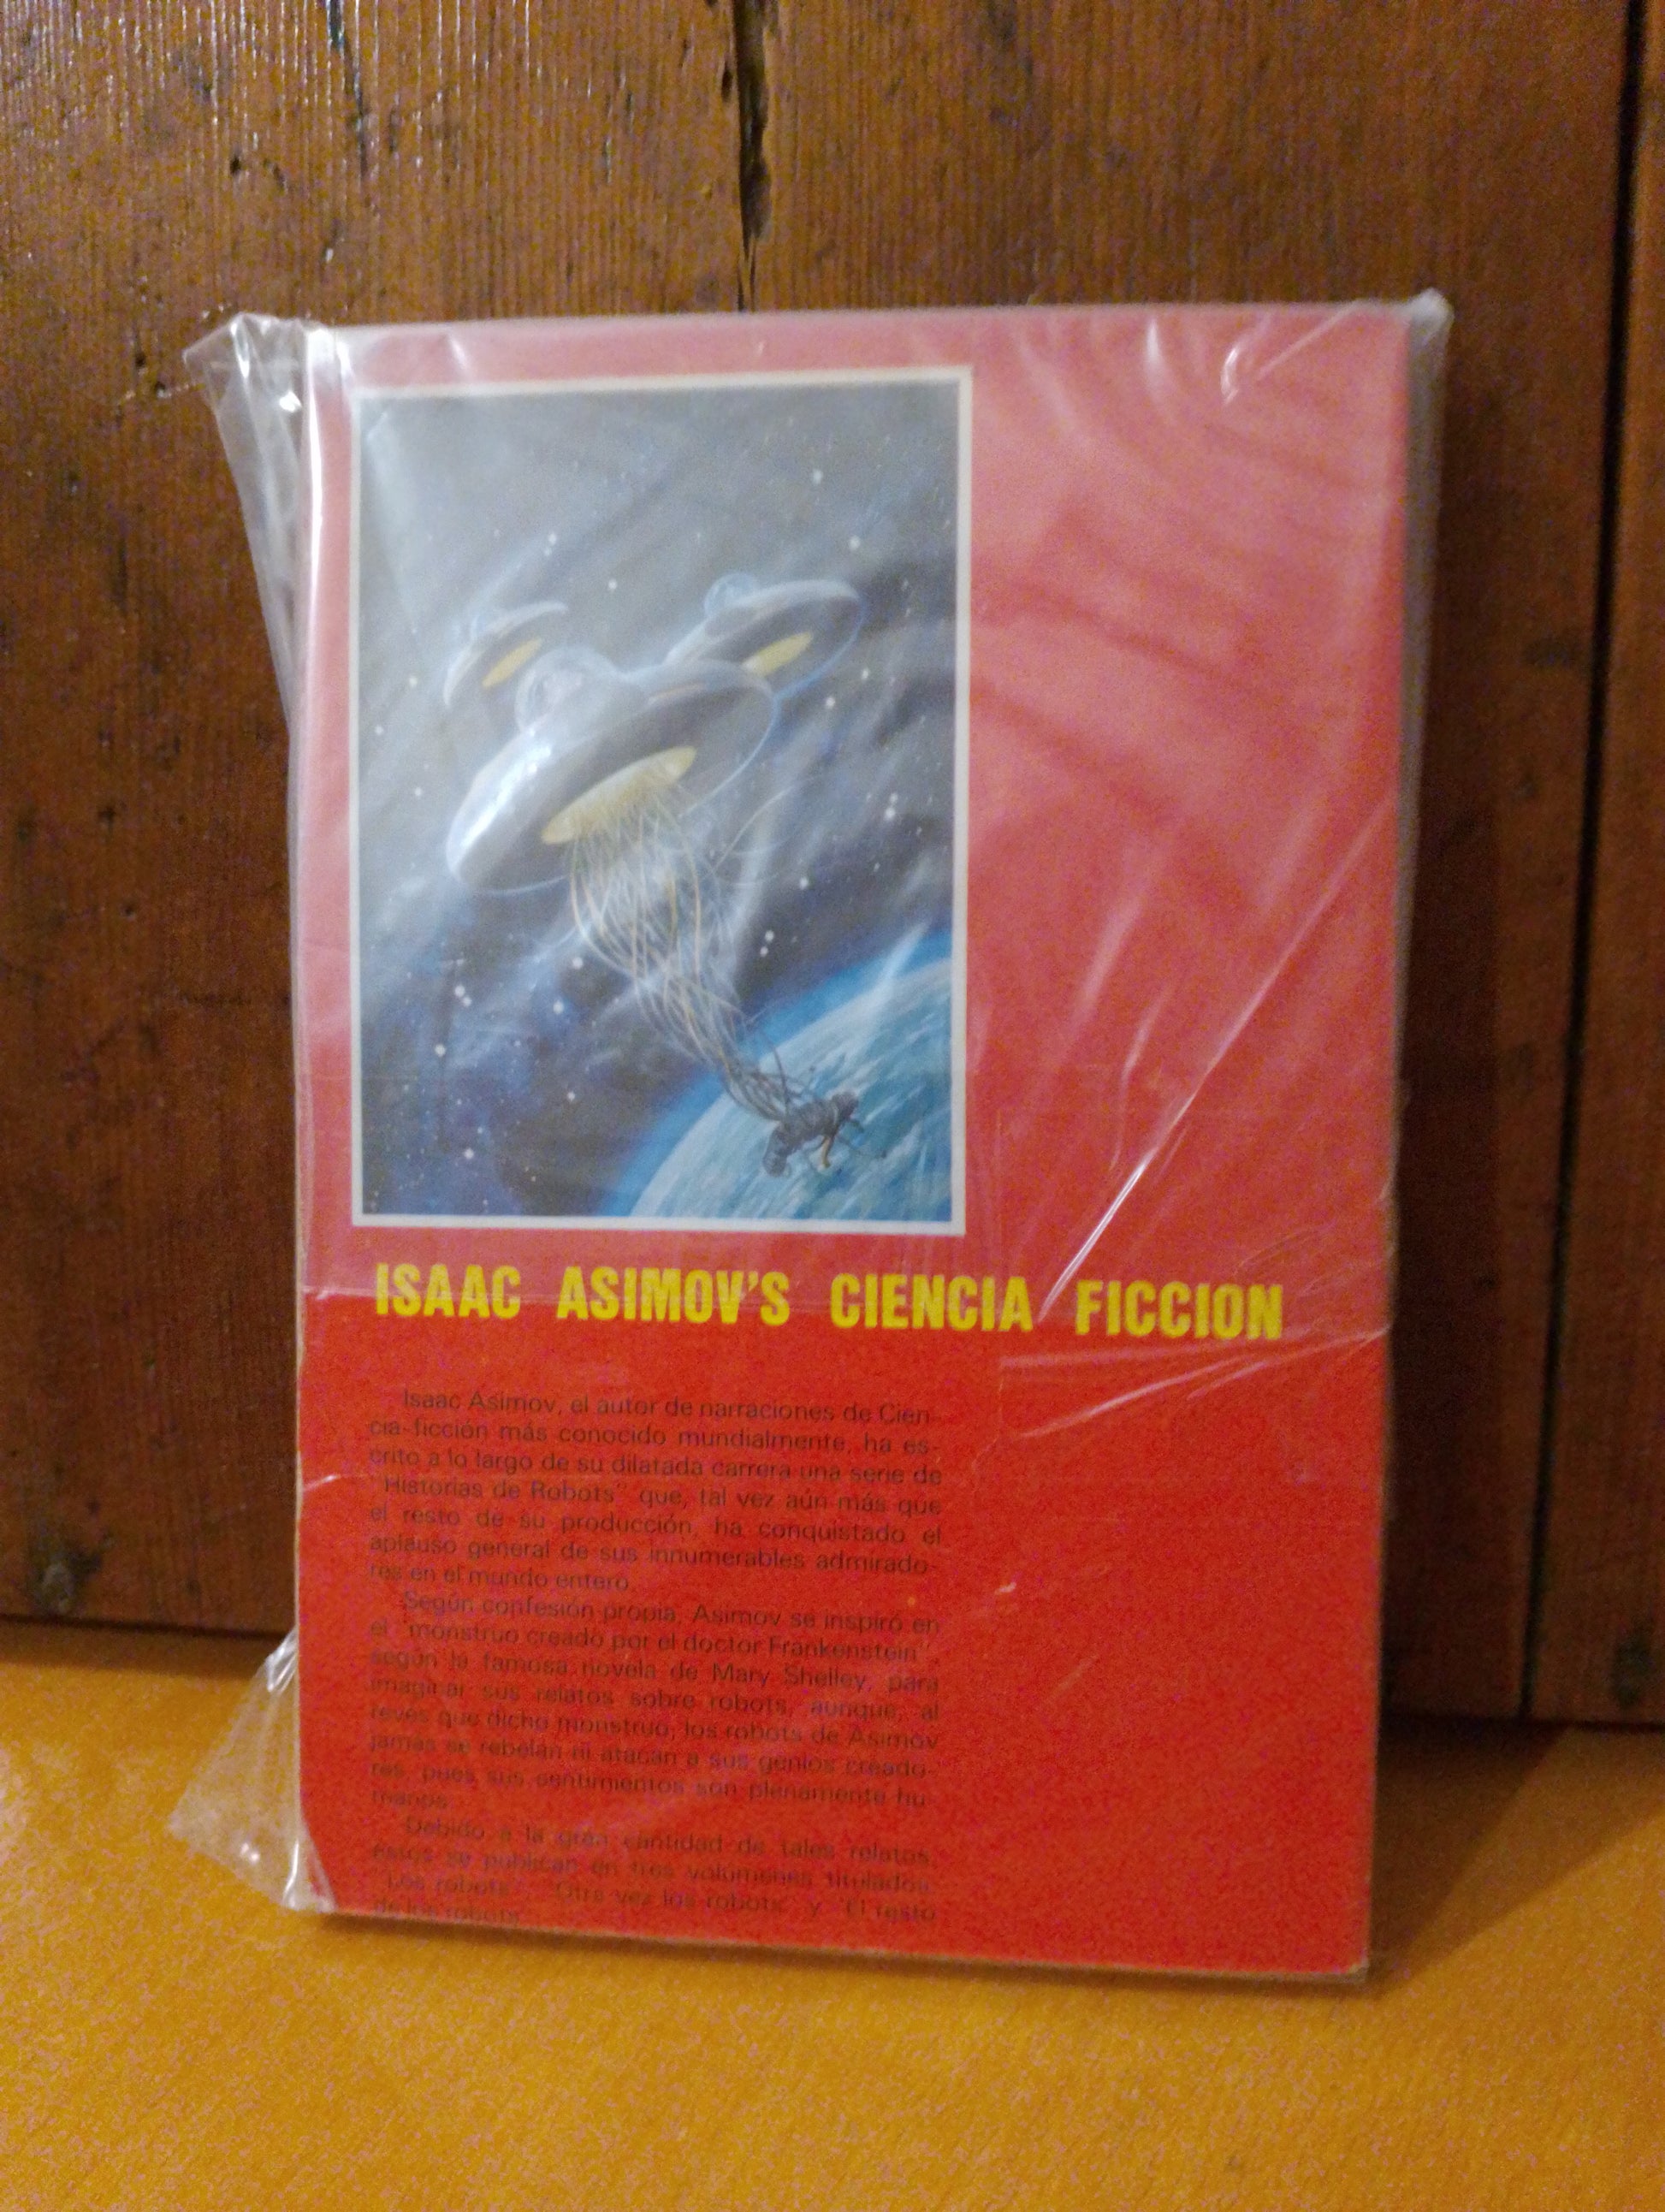 ISAAC ASIMOV'S CIENCIA FICCION
Isaac Asimov, el autor de narraciones de Cien-
cia-ficción más conocido mundialmente, ha es-
crito a lo largo de su dilatada carrera una serie de
"Historias de Robots" que, tal vez aún más que
el resto de su producción, ha conquistado el
aplauso general de sus innumerables admirado-
res en el mundo entero.
Según confesión propia, Asimov se inspiró en
el "monstruo creado por el doctor Frankenstein",
según la famosa novela de Mary Shelley, para
imaginar sus relatos sobre robots, aunque, al
revés que dicho monstruo, los robots de Asimov
jamás se rebelan ni atacan a sus genios creado-
res, pues sus sentimientos son plenamente hu-
manos.
Debido a la gran cantidad de tales relatos,
éstos se publican en tres volúmenes titulados:
"Los robots", "Otra vez los robots" y "El resto
de los robots".